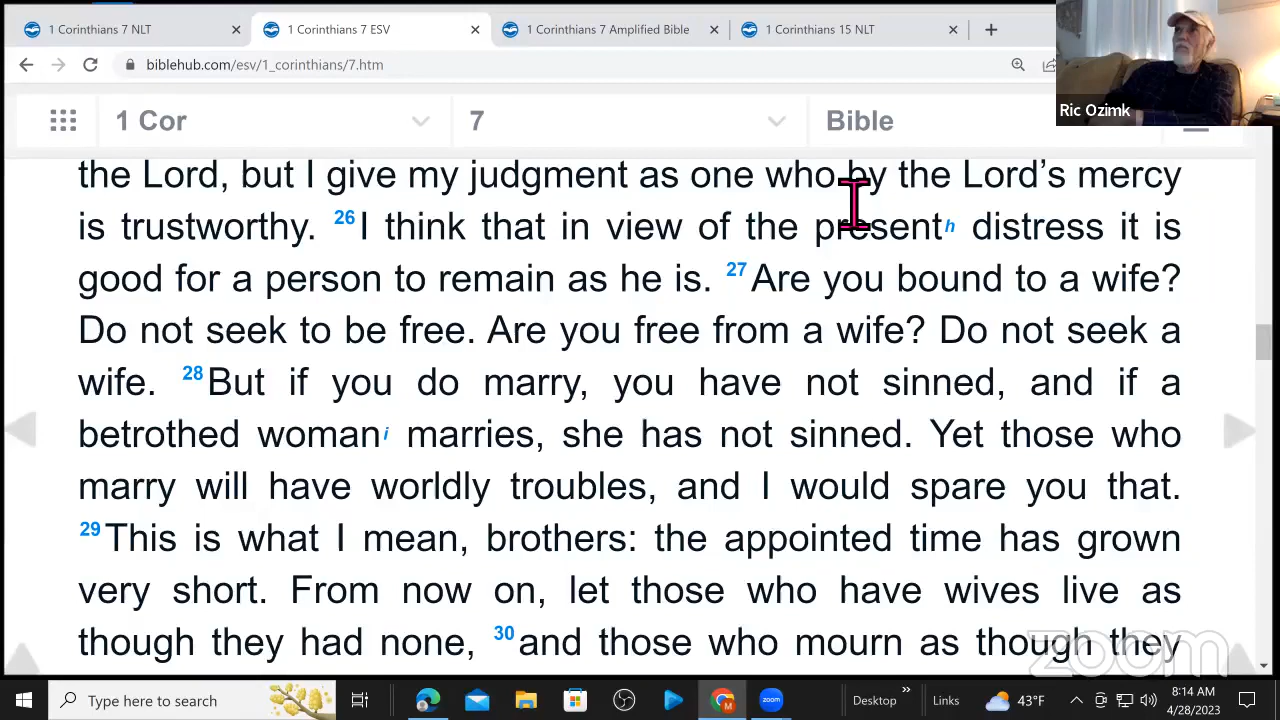 1 Corinthians 7 NLT
1 Corinthians 7 ESV
1 Corinthians 7 Amplified Bible
1 Corinthians 15 NLT
biblehub.com/esv/1_corinthians/7.htm
Ric Ozimk
1 Cor
7
Bible
the Lord, but I give my judgment as one who by the Lord’s mercy
is trustworthy. 26 I think that in view of the present h distress it is
good for a person to remain as he is. 27 Are you bound to a wife?
Do not seek to be free. Are you free from a wife? Do not seek a
wife. 28 But if you do marry, you have not sinned, and if a
betrothed woman i marries, she has not sinned. Yet those who
marry will have worldly troubles, and I would spare you that.
29 This is what I mean, brothers: the appointed time has grown
very short. From now on, let those who have wives live as
though they had none, 30 and those who mourn as though they
zoom
Type here to search
zoom
Desktop
Links
43°F
8:14 AM
4/28/2023